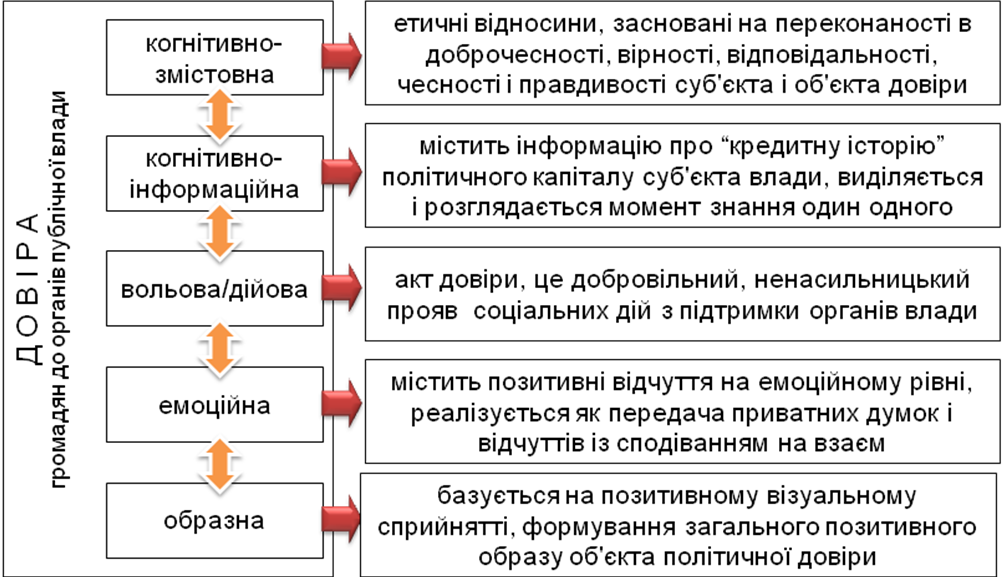 Д О В І Р А
громадян до органів публічної влади
когнітивно-
змістовна
етичні відносини, засновані на переконаності в
доброчесності, вірності, відповідальності,
чесності і правдивості суб'єкта і об'єкта довіри
когнітивно-
інформаційна
містить інформацію про “кредитну історію”
політичного капіталу суб'єкта влади, виділяється
і розглядається момент знання один одного
вольова/дійова
акт довіри, це добровільний, ненасильницький
прояв соціальних дій з підтримки органів влади
емоційна
містить позитивні відчуття на емоційному рівні,
реалізується як передача приватних думок і
відчуттів із сподіванням на взаєм
образна
базується на позитивному візуальному
сприйнятті, формування загального позитивного
образу об'єкта політичної довіри